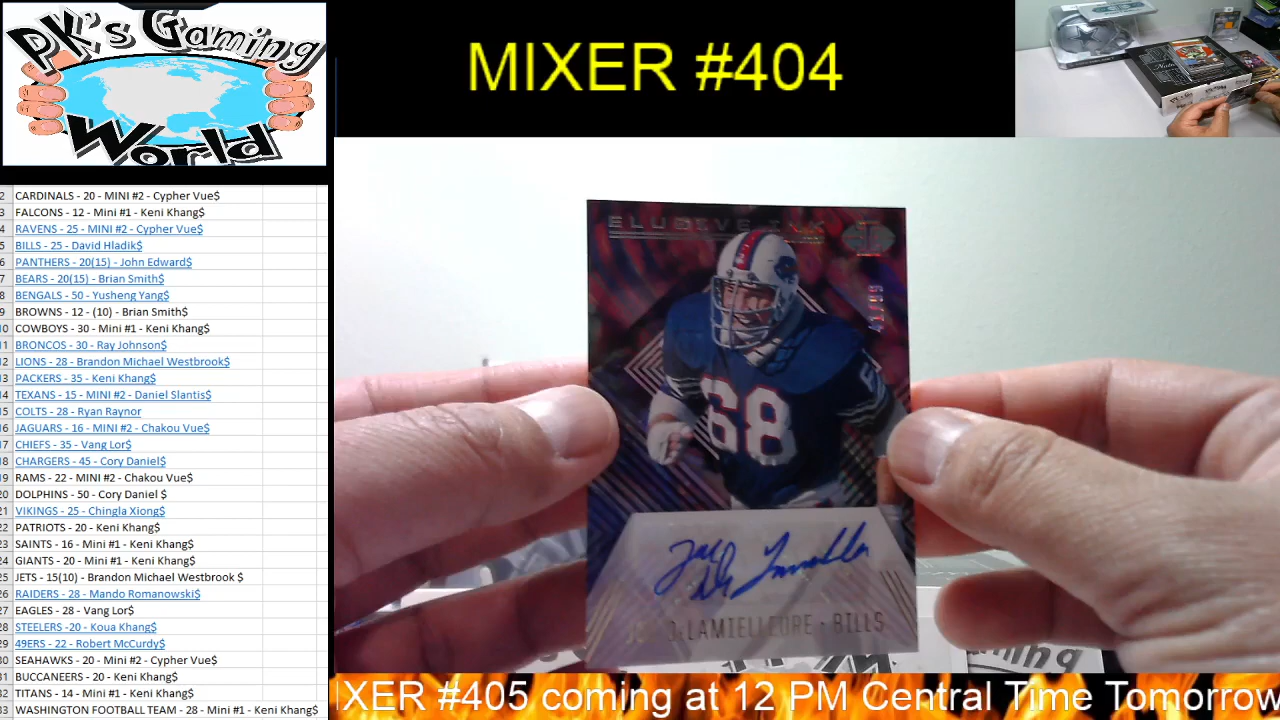 PK's Gaming
World
MIXER #404
2 CARDINALS - 20 - MINI #2 - Cypher Vue$
3 FALCONS - 12 - Mini #1 - Keni Khang$
4 RAVENS - 25 - MINI #2 - Cypher Vue$
5 BILLS - 25 - David Hladik$
6 PANTHERS - 20(15) - John Edward$
7 BEARS - 20(15) - Brian Smith$
8 BENGALS - 50 - Yusheng Yang$
9 BROWNS - 12 - (10) - Brian Smith$
10 COWBOYS - 30 - Mini #1 - Keni Khang$
11 BRONCOS - 30 - Ray Johnson$
12 LIONS - 28 - Brandon Michael Westbrook$
13 PACKERS - 35 - Keni Khang$
14 TEXANS - 15 - MINI #2 - Daniel Slantis$
15 COLTS - 28 - Ryan Raynor
16 JAGUARS - 16 - MINI #2 - Chakou Vue$
17 CHIEFS - 35 - Vang Lor$
18 CHARGERS - 45 - Cory Daniel$
19 RAMS - 22 - MINI #2 - Chakou Vue$
20 DOLPHINS - 50 - Cory Daniel $
21 VIKINGS - 25 - Chingla Xiong$
22 PATRIOTS - 20 - Keni Khang$
23 SAINTS - 16 - Mini #1 - Keni Khang$
24 GIANTS - 20 - Mini #1 - Keni Khang$
25 JETS - 15(10) - Brandon Michael Westbrook $
26 RAIDERS - 28 - Mando Romanowski$
27 EAGLES - 28 - Vang Lor$
28 STEELERS -20 - Koua Khang$
29 49ERS - 22 - Robert McCurdy$
30 SEAHAWKS - 20 - Mini #2 - Cypher Vue$
31 BUCCANEERS - 20 - Keni Khang$
32 TITANS - 14 - Mini #1 - Keni Khang$
33 WASHINGTON FOOTBALL TEAM - 28 - Mini #1 - Keni Khang$
ELUSIVE INK
41/99
68
JOE DeLAMIELLEURE • BILLS
IXER #405 coming at 12 PM Central Time Tomorrow